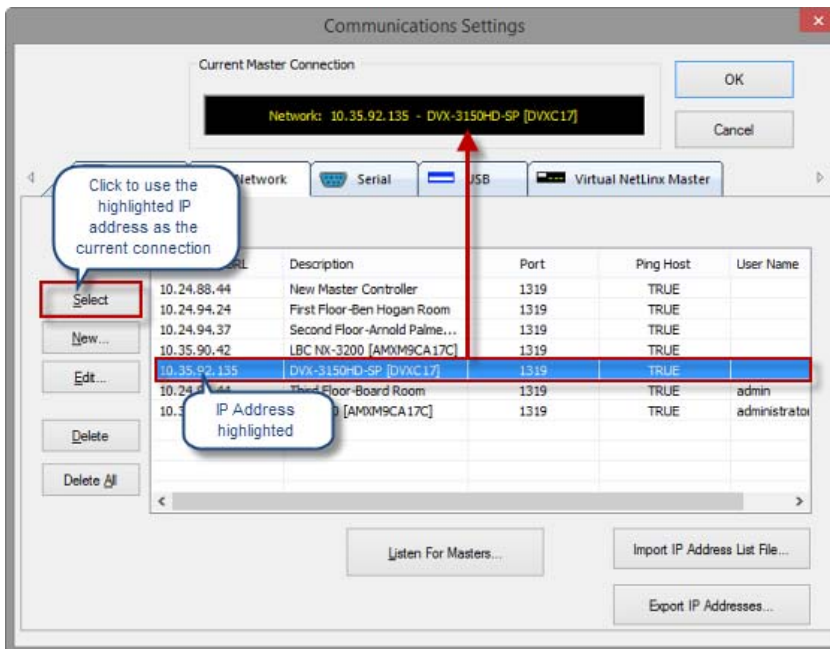 Communications Settings
Current Master Connection
Network: 10.35.92.135 - DVX-3150HD-SP [DVXC17]
OK
Cancel
Network
Serial
USB
Virtual NetLinx Master
Click to use the
highlighted IP
address as the
current connection
Description Port Ping Host User Name
10.24.88.44 New Master Controller 1319 TRUE
10.24.94.24 First Floor-Ben Hogan Room 1319 TRUE
10.24.94.37 Second Floor-Arnold Palme... 1319 TRUE
10.35.90.42 LBC NX-3200 [AMXM9CA17C] 1319 TRUE
10.35.92.135 DVX-3150HD-SP [DVXC17] 1319 TRUE
Third Floor-Board Room 1319 TRUE admin
[AMXM9CA17C] 1319 TRUE administrator
IP Address
highlighted
Select
New...
Edit...
Delete
Delete All
Listen For Masters...
Import IP Address List File...
Export IP Addresses...